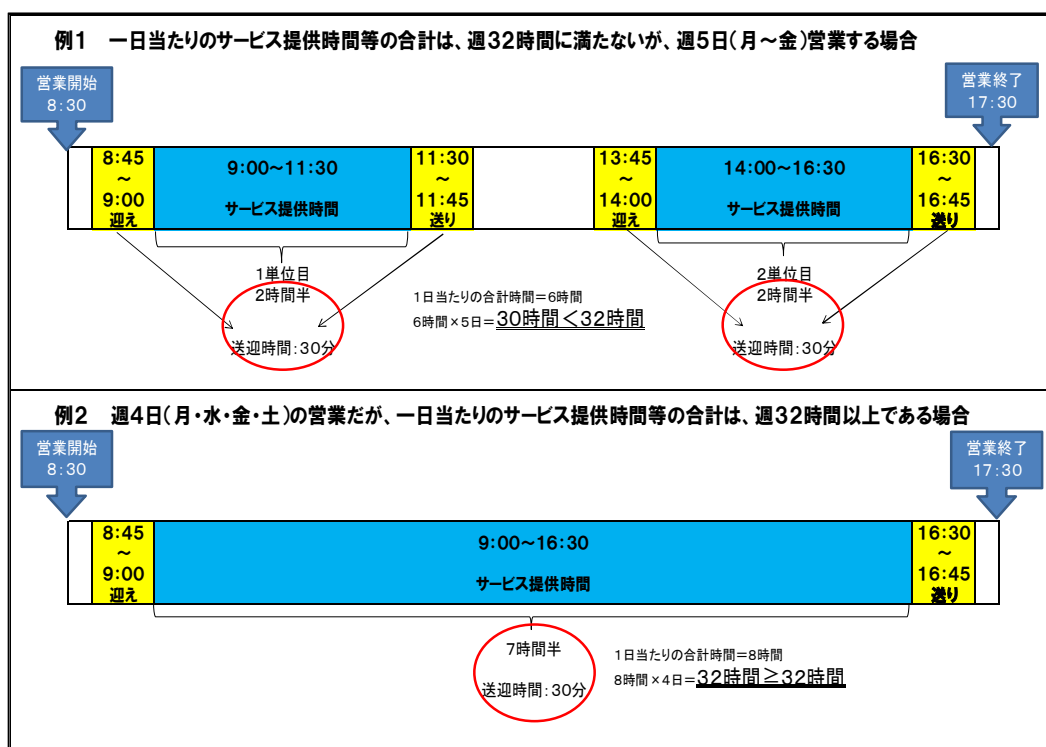 例1 一日当たりのサービス提供時間等の合計は、週32時間に満たないが、週5日(月～金)営業する場合
営業開始
8:30
営業終了
17:30
8:45
～
9:00
迎え
9:00～11:30
サービス提供時間
11:30
～
11:45
送り
13:45
～
14:00
迎え
14:00～16:30
サービス提供時間
16:30
～
16:45
送り
1単位目
2時間半
送迎時間:30分
1日当たりの合計時間=6時間
6時間×5日=30時間<32時間
2単位目
2時間半
送迎時間:30分
例2 週4日(月・水・金・土)の営業だが、一日当たりのサービス提供時間等の合計は、週32時間以上である場合
営業開始
8:30
営業終了
17:30
8:45
～
9:00
迎え
9:00～16:30
サービス提供時間
16:30
～
16:45
送り
7時間半
送迎時間:30分
1日当たりの合計時間=8時間
8時間×4日=32時間≧32時間